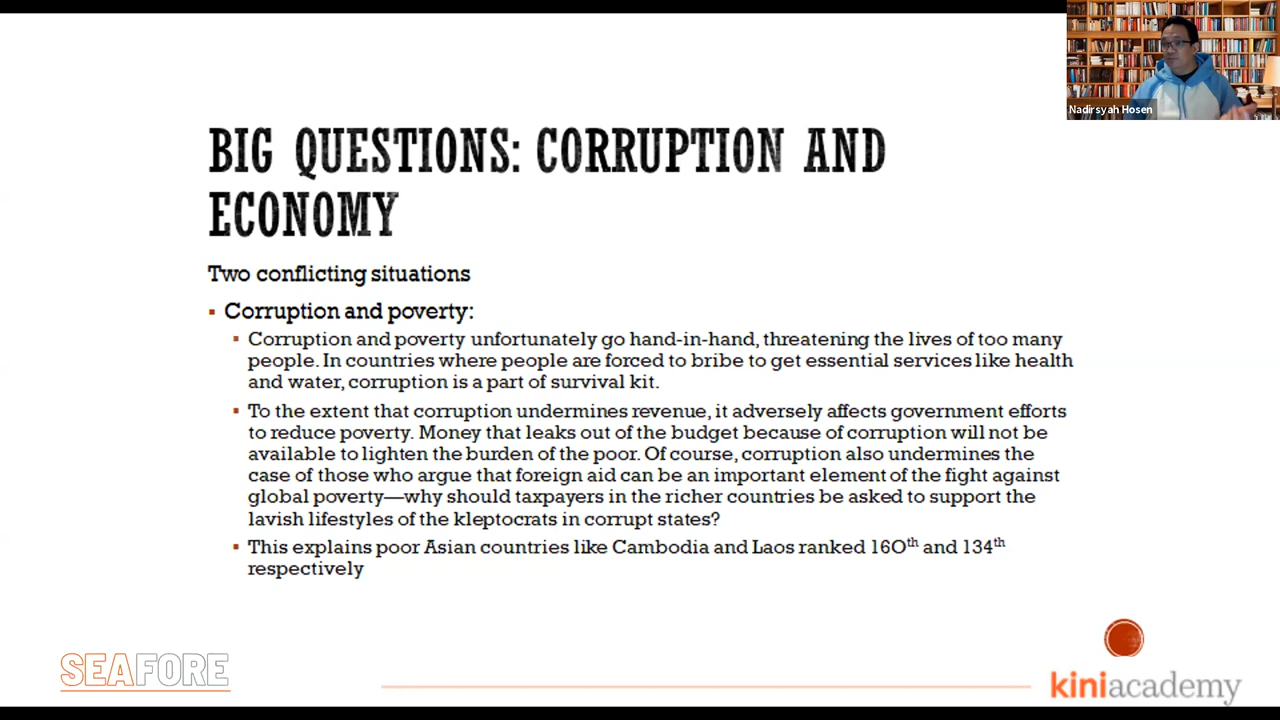 Nadirsyah Hosen
BIG QUESTIONS: CORRUPTION AND
ECONOMY
Two conflicting situations
▪ Corruption and poverty:
▪ Corruption and poverty unfortunately go hand-in-hand, threatening the lives of too many
people. In countries where people are forced to bribe to get essential services like health
and water, corruption is a part of survival kit.
▪ To the extent that corruption undermines revenue, it adversely affects government efforts
to reduce poverty. Money that leaks out of the budget because of corruption will not be
available to lighten the burden of the poor. Of course, corruption also undermines the
case of those who argue that foreign aid can be an important element of the fight against
global poverty—why should taxpayers in the richer countries be asked to support the
lavish lifestyles of the kleptocrats in corrupt states?
▪ This explains poor Asian countries like Cambodia and Laos ranked 16Oth and 134th
respectively
SEAFORE
kiniacademy